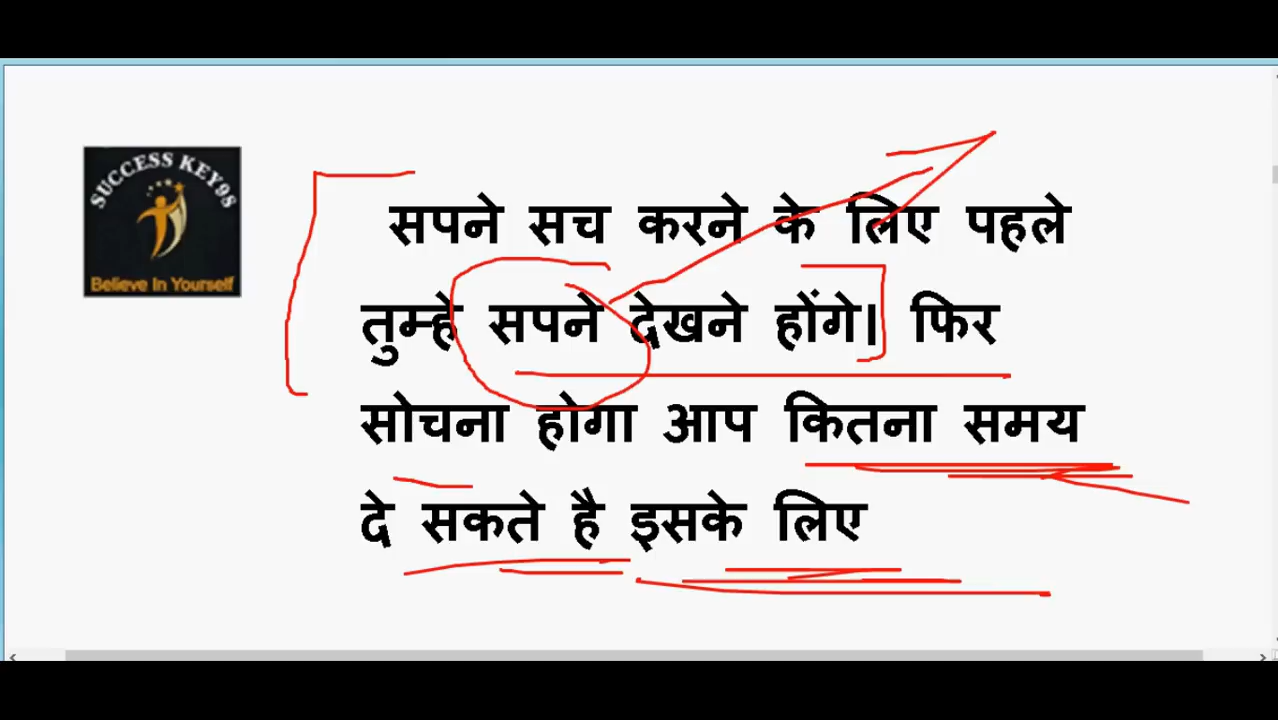 SUCCESS KEY98
Believe In Yourself
सपने सच करने के लिए पहले
तुम्हे सपने देखने होंगे। फिर
सोचना होगा आप कितना समय
दे सकते है इसके लिए